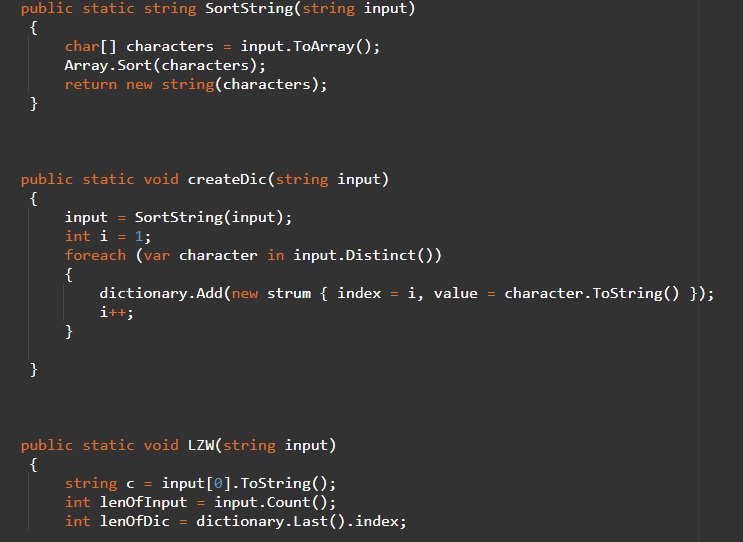 public static string SortString(string input)
{
char[] characters = input.ToArray();
Array.Sort(characters);
return new string(characters);
}
public static void createDic(string input)
{
input = SortString(input);
int i = 1;
foreach (var character in input.Distinct())
{
dictionary.Add(new strum { index = i, value = character.ToString() });
i++;
}
}
public static void LZW(string input)
{
string c = input[0].ToString();
int lenOfInput = input.Count();
int lenOfDic = dictionary.Last().index;